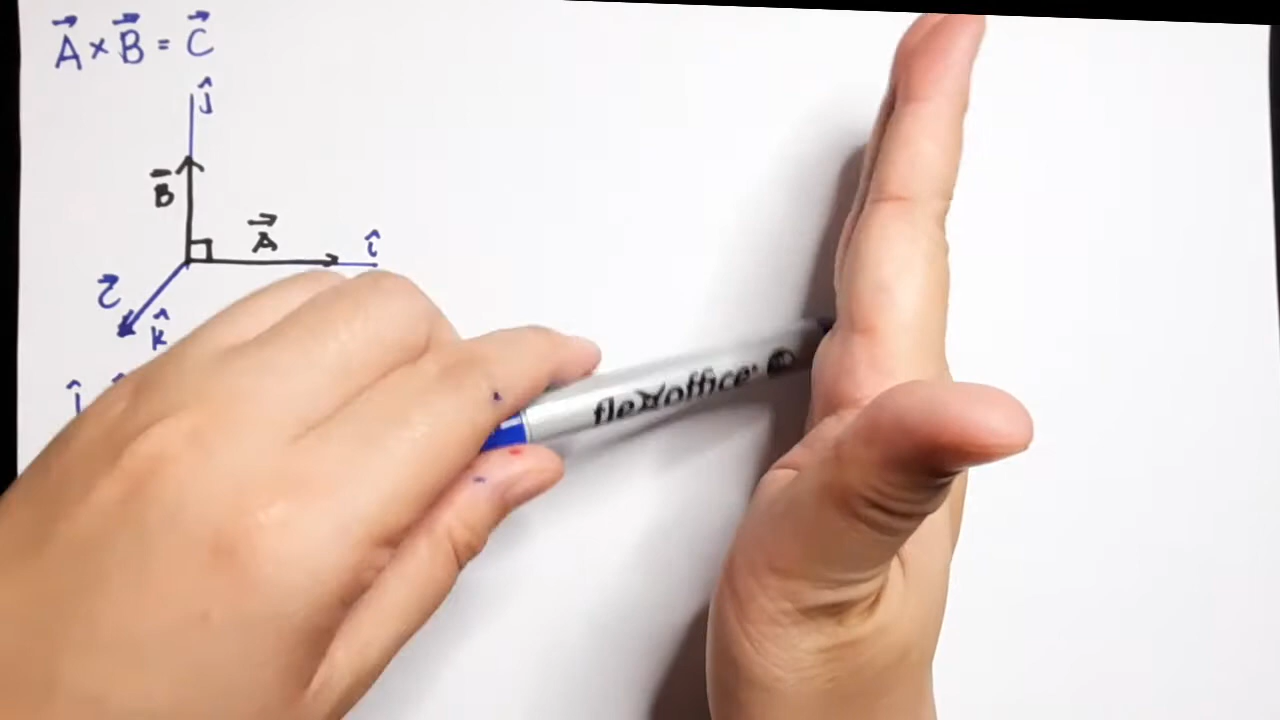 A⃗ × B⃗ = C⃗
ĵ
B⃗
A⃗
î
C⃗
k̂
î
flexoffice